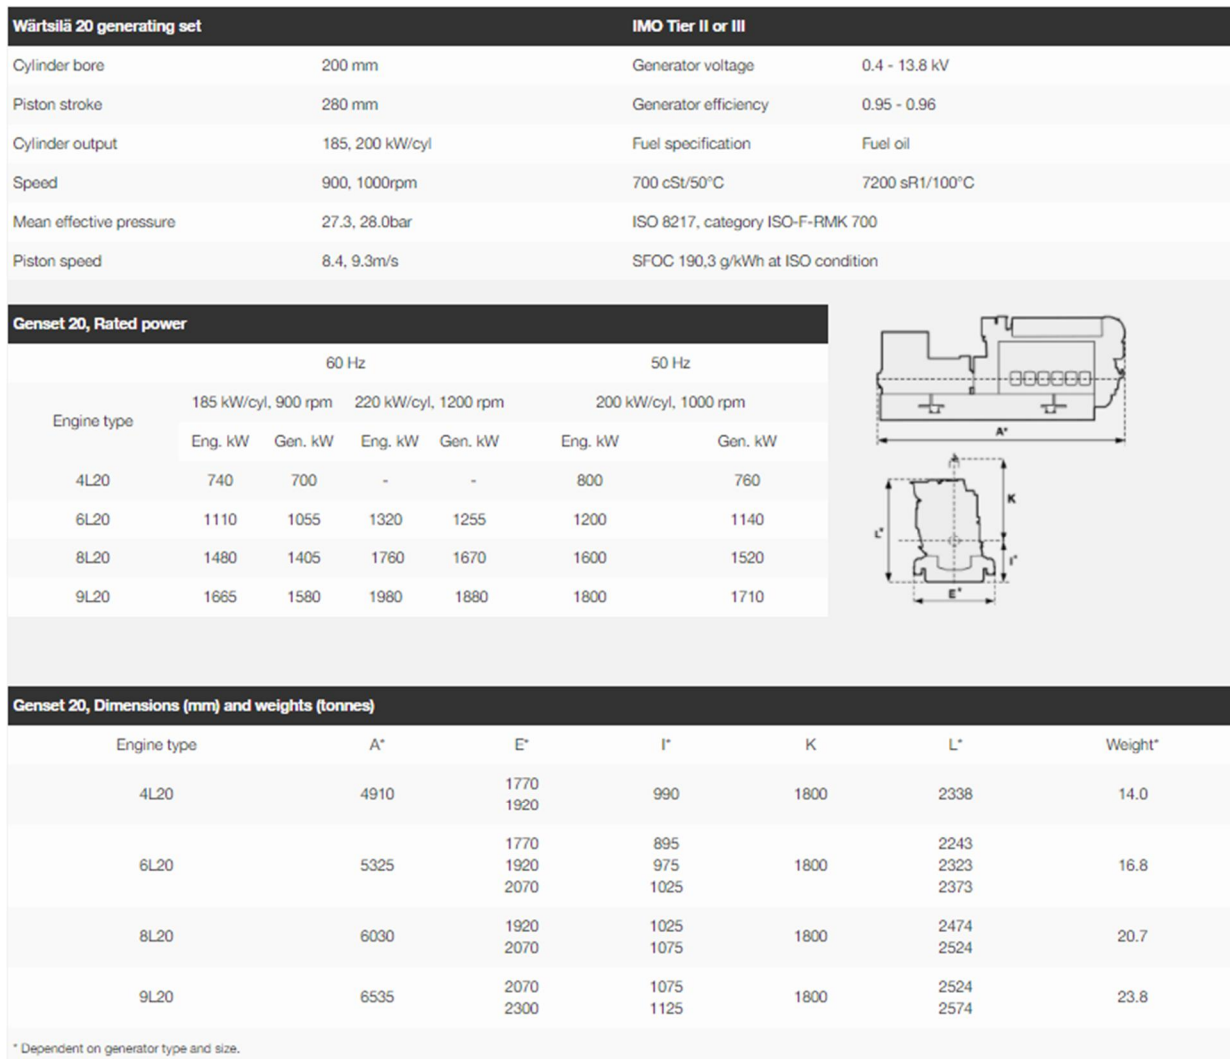 Wärtsilä 20 generating set IMO Tier II or III
Cylinder bore 200 mm Generator voltage 0.4 - 13.8 kV
Piston stroke 280 mm Generator efficiency 0.95 - 0.96
Cylinder output 185, 200 kW/cyl Fuel specification Fuel oil
Speed 900, 1000rpm 700 cSt/50°C 7200 sR1/100°C
Mean effective pressure 27.3, 28.0bar ISO 8217, category ISO-F-RMK 700
Piston speed 8.4, 9.3m/s SFOC 190,3 g/kWh at ISO condition
Genset 20, Rated power
60 Hz 50 Hz
Engine type 185 kW/cyl, 900 rpm 220 kW/cyl, 1200 rpm 200 kW/cyl, 1000 rpm
Eng. kW Gen. kW Eng. kW Gen. kW Eng. kW Gen. kW
4L20 740 700 - - 800 760
6L20 1110 1055 1320 1255 1200 1140
8L20 1480 1405 1760 1670 1600 1520
9L20 1665 1580 1980 1880 1800 1710
A*
K
L*
I*
E*
Genset 20, Dimensions (mm) and weights (tonnes)
Engine type A* E* I* K L* Weight*
4L20 4910 1770 990 1800 2338 14.0
1920
1770 895 2243
6L20 5325 1920 975 1800 2323 16.8
2070 1025 2373
8L20 6030 1920 1025 1800 2474 20.7
2070 1075 2524
9L20 6535 2070 1075 1800 2524 23.8
2300 1125 2574
* Dependent on generator type and size.